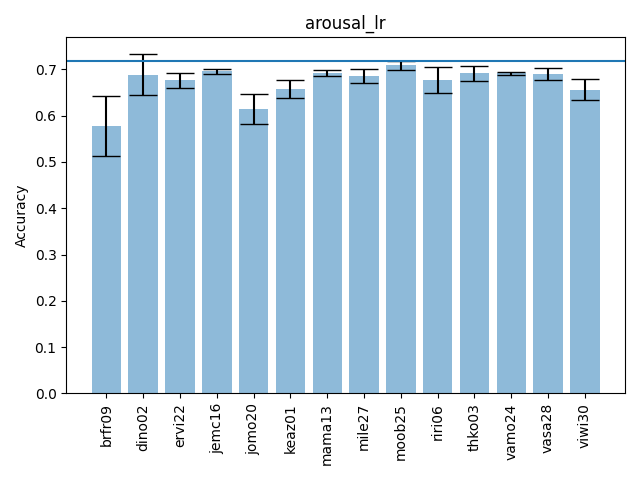 arousal_lr
Accuracy
0.7
0.6
0.5
0.4
0.3
0.2
0.1
0.0
brfr09
dino02
ervi22
jemc16
jomo20
keaz01
mama13
mile27
moob25
riri06
thko03
vamo24
vasa28
viwi30